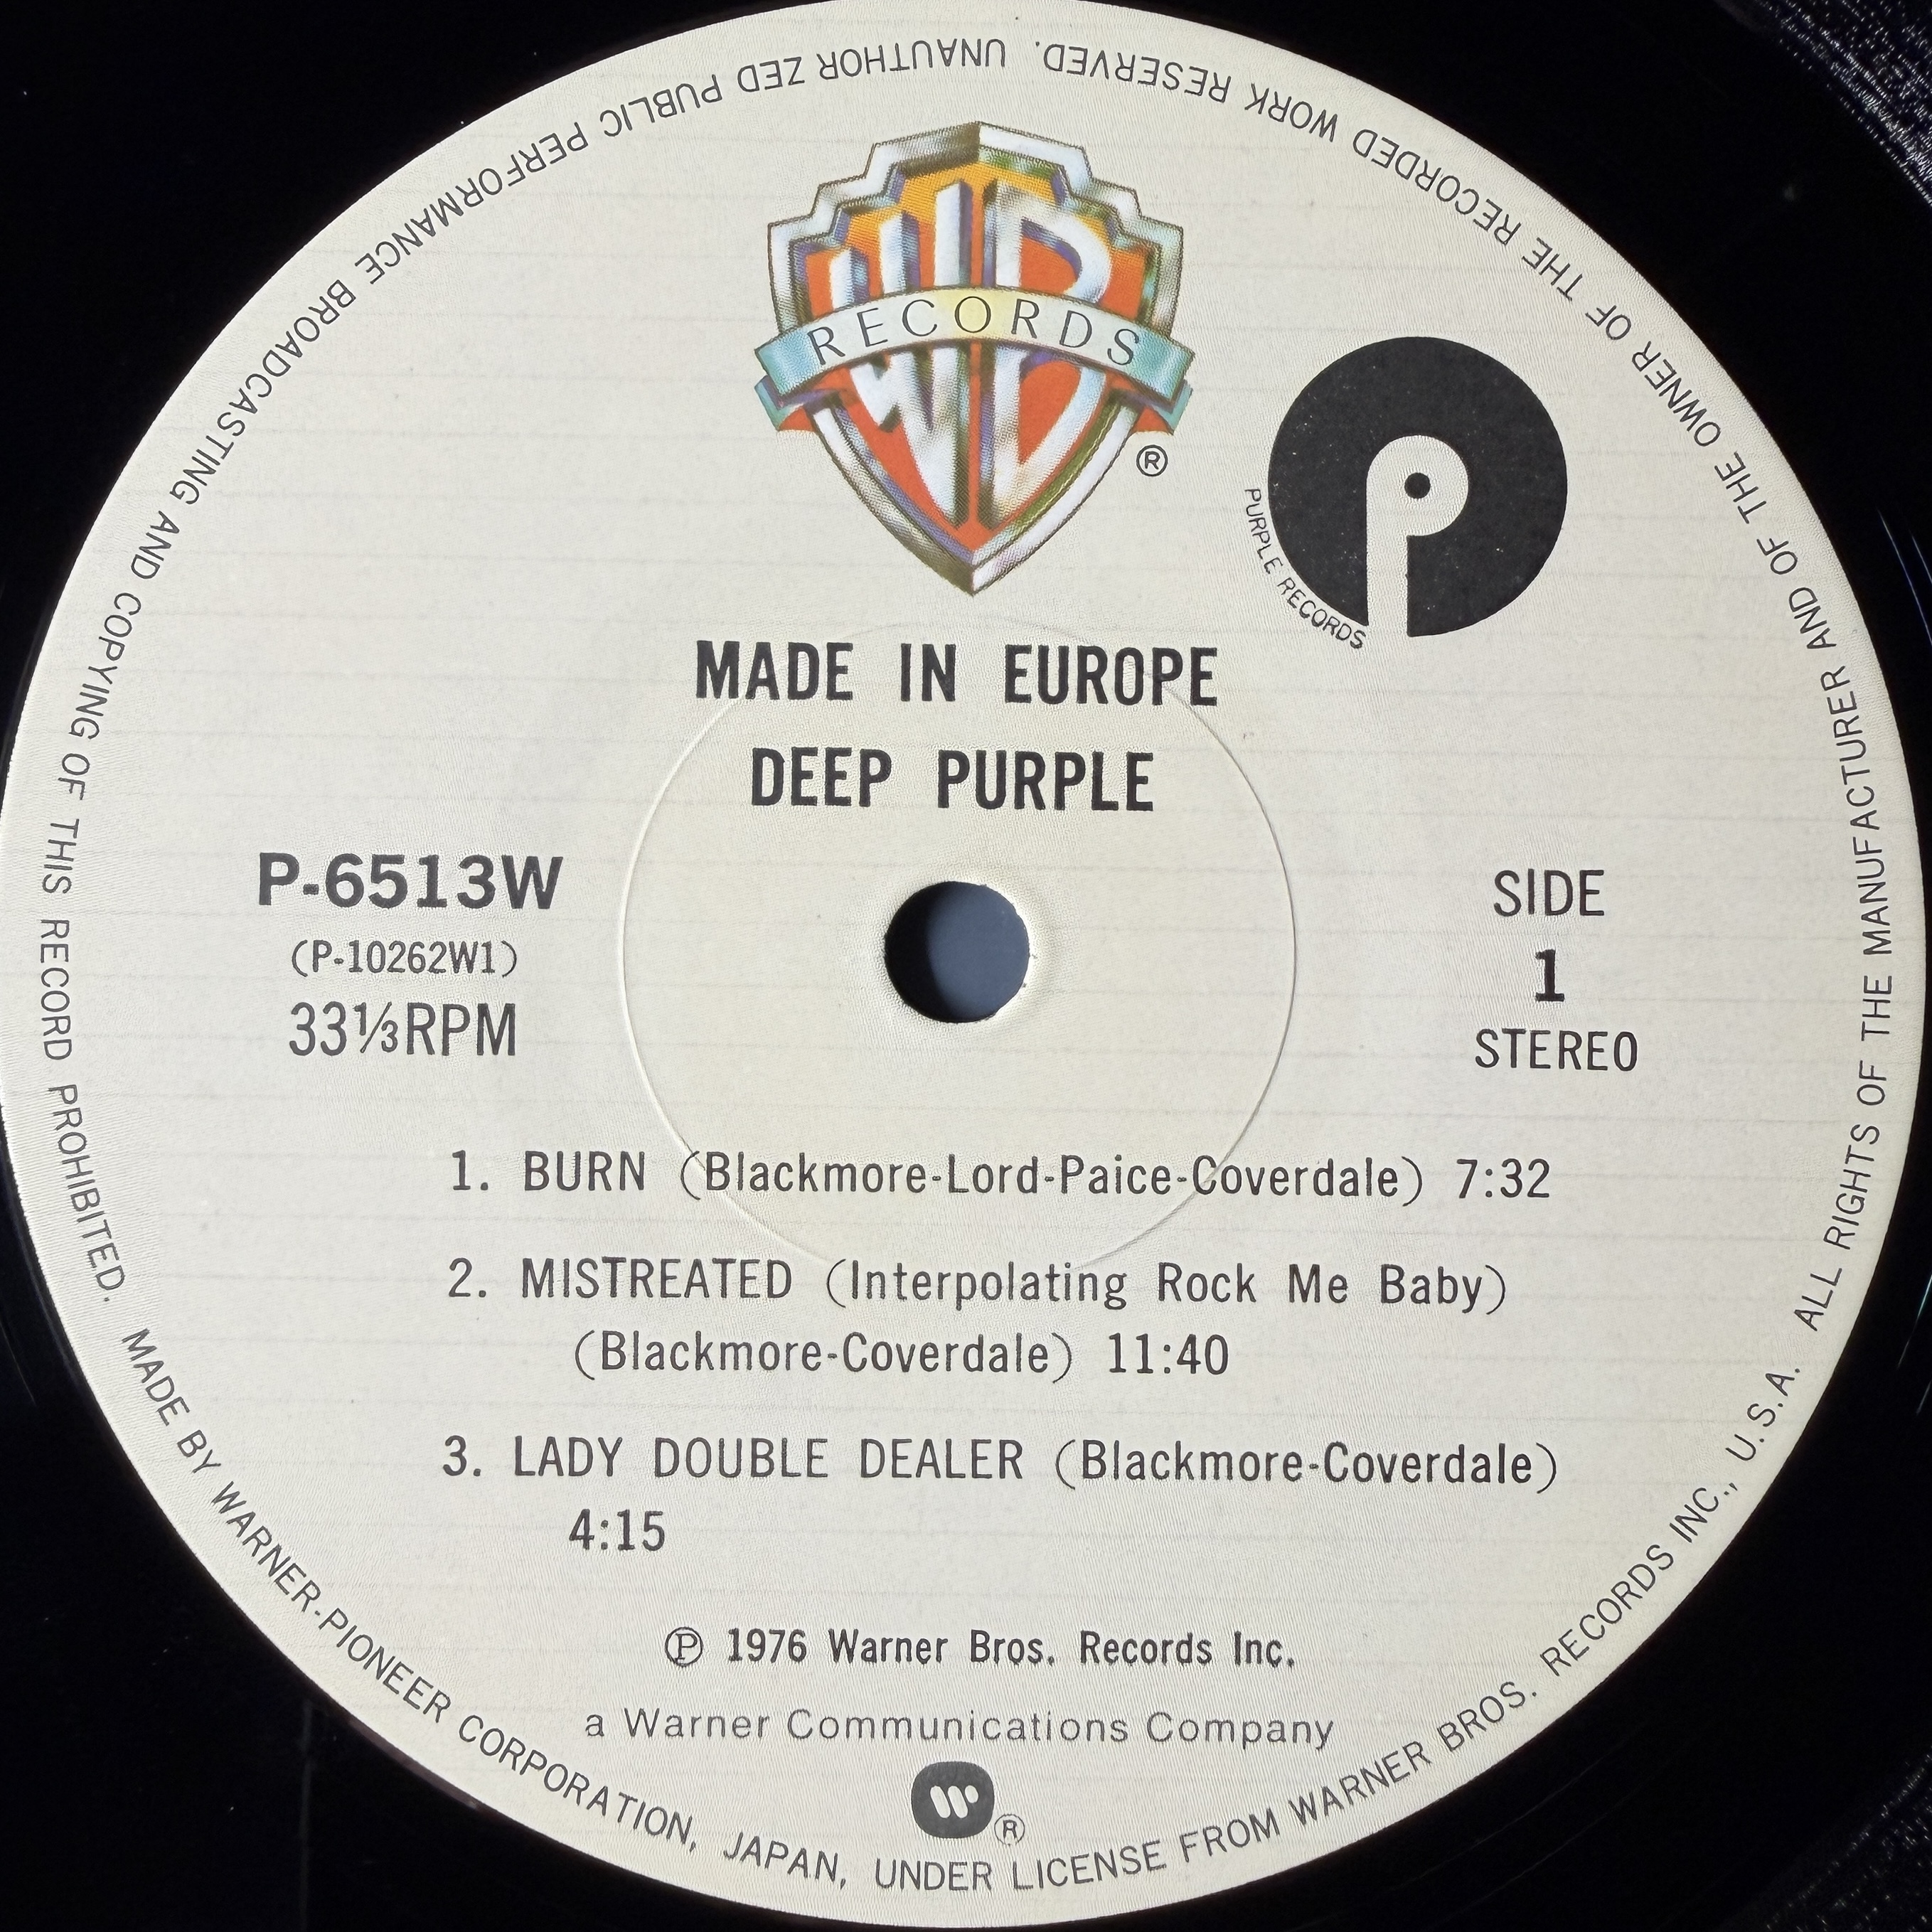 WB
RECORDS
®
P
PURPLE RECORDS
MADE IN EUROPE
DEEP PURPLE
P-6513W
(P-10262W1)
33⅓RPM
SIDE
1
STEREO
1. BURN (Blackmore-Lord-Paice-Coverdale) 7:32
2. MISTREATED (Interpolating Rock Me Baby)
(Blackmore-Coverdale) 11:40
3. LADY DOUBLE DEALER (Blackmore-Coverdale)
4:15
℗ 1976 Warner Bros. Records Inc.
a Warner Communications Company
W
®
MADE BY WARNER-PIONEER CORPORATION, JAPAN, UNDER LICENSE FROM WARNER BROS. RECORDS INC., U.S.A. ALL RIGHTS OF THE MANUFACTURER AND OF THE OWNER OF THE RECORDED WORK RESERVED. UNAUTHOR ZED PUBLIC PERFORMANCE BROADCASTING AND COPYING OF THIS RECORD PROHIBITED.